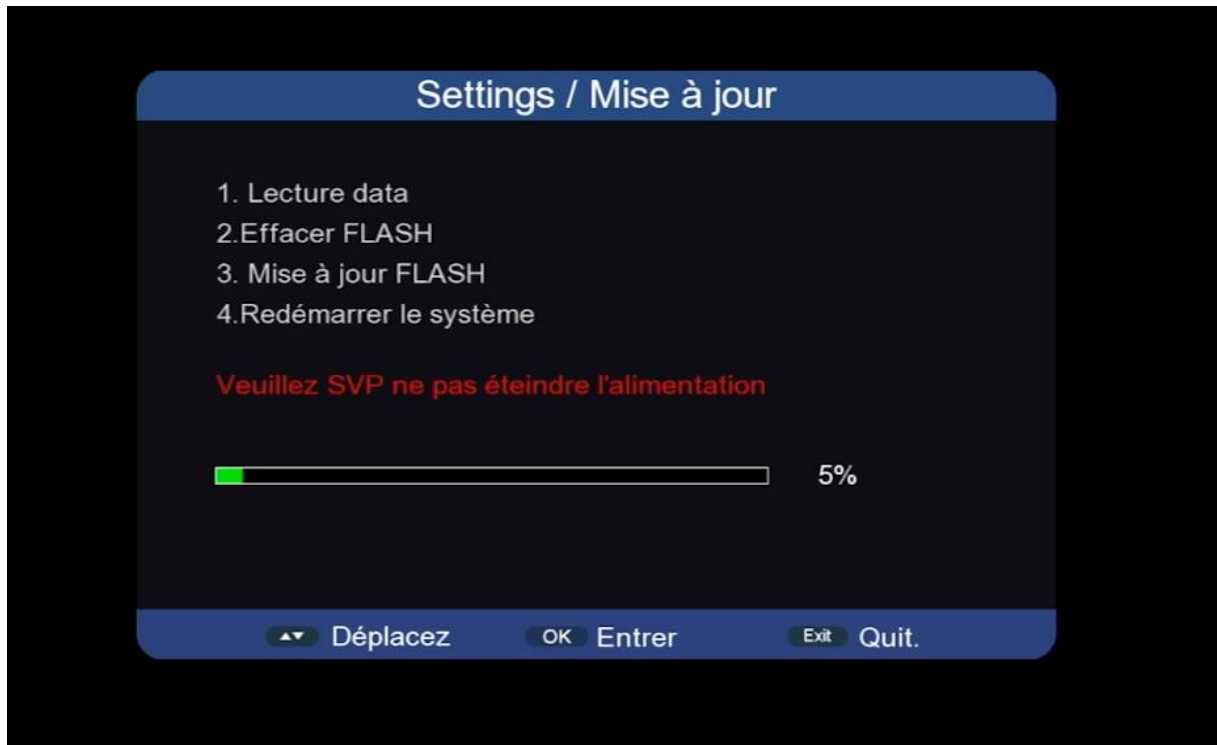 Settings / Mise à jour
1. Lecture data
2.Effacer FLASH
3. Mise à jour FLASH
4.Redémarrer le système
Veuillez SVP ne pas éteindre l'alimentation
5%
Déplacez OK Entrer Exit Quit.